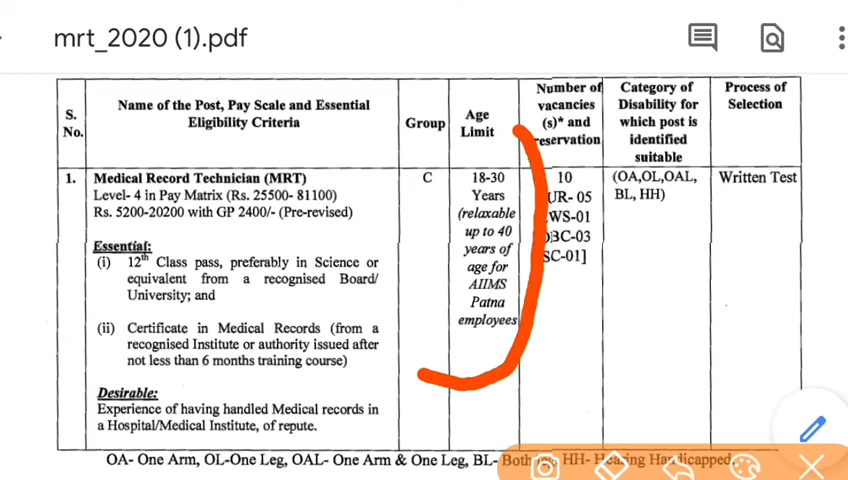 mrt_2020 (1).pdf
S. No.
Name of the Post, Pay Scale and Essential Eligibility Criteria
Group
Age Limit
Number of vacancies (s)* and reservation
Category of Disability for which post is identified suitable
Process of Selection
1.
Medical Record Technician (MRT)
Level- 4 in Pay Matrix (Rs. 25500- 81100)
Rs. 5200-20200 with GP 2400/- (Pre-revised)
Essential:
(i) 12th Class pass, preferably in Science or
equivalent from a recognised Board/
University; and
(ii) Certificate in Medical Records (from a
recognised Institute or authority issued after
not less than 6 months training course)
Desirable:
Experience of having handled Medical records in
a Hospital/Medical Institute, of repute.
C
18-30
Years
(relaxable
up to 40
years of
age for
AIIMS
Patna
employees
10
UR- 05
EWS-01
OBC-03
SC-01]
(OA,OL,OAL,
BL, HH)
Written Test
OA- One Arm, OL-One Leg, OAL- One Arm & One Leg, BL- Both HH- Hearing Handicapped.